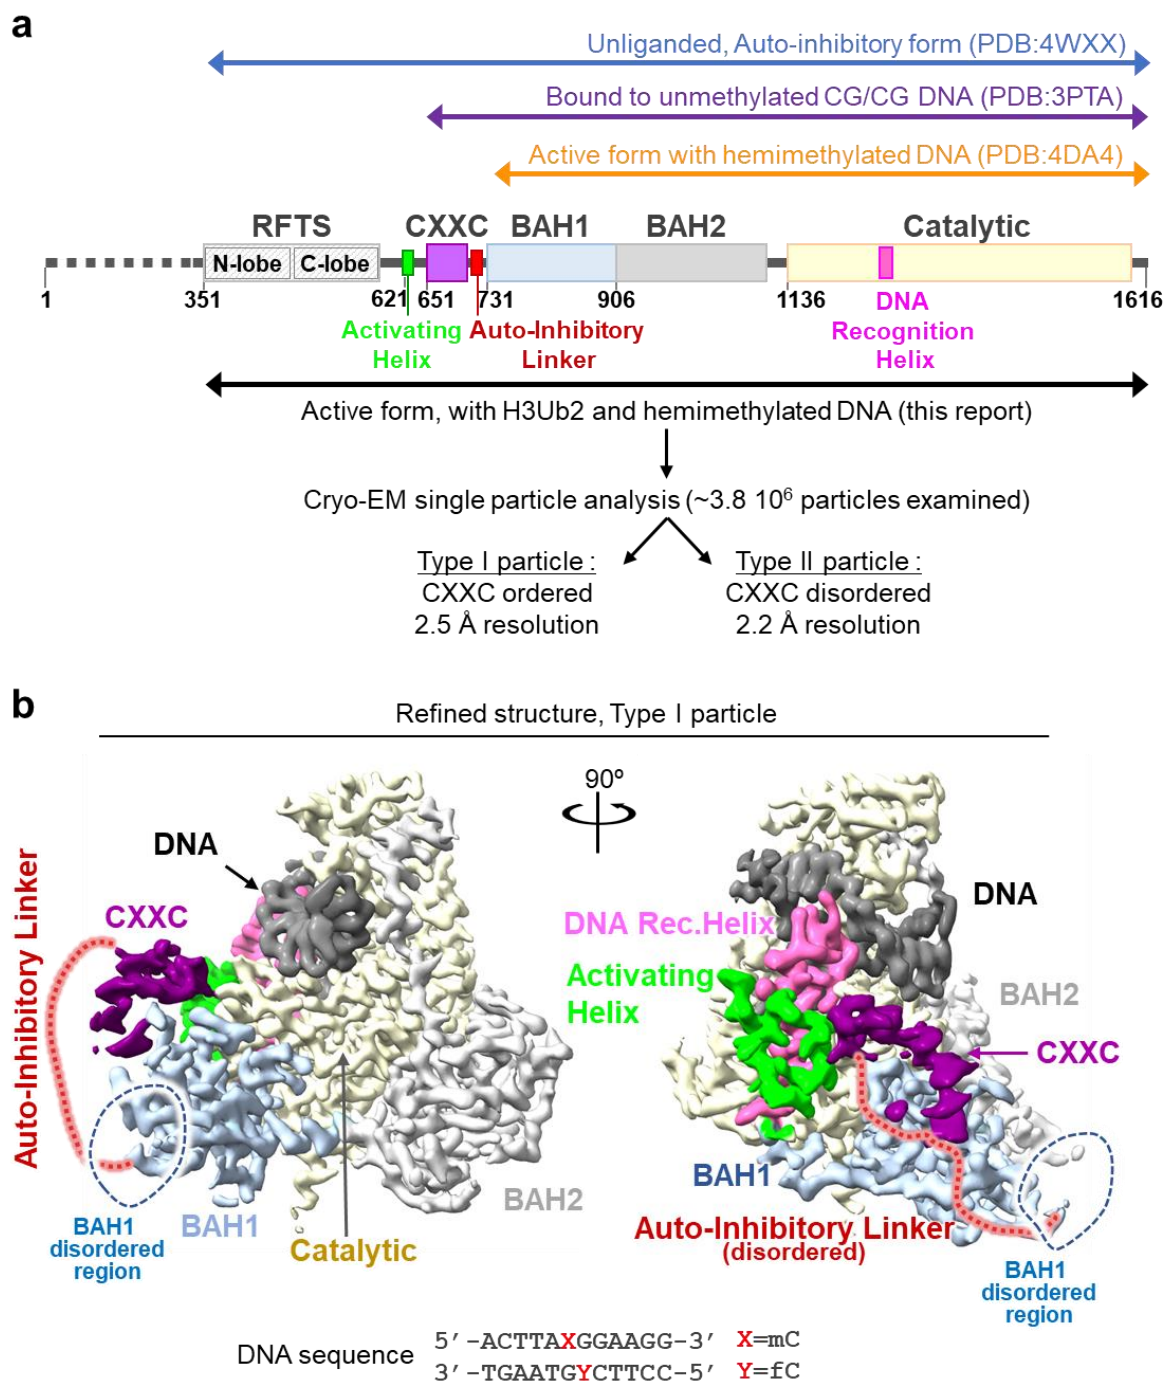 a
Unliganded, Auto-inhibitory form (PDB:4WXX)
Bound to unmethylated CG/CG DNA (PDB:3PTA)
Active form with hemimethylated DNA (PDB:4DA4)
RFTS CXXC BAH1 BAH2 Catalytic
N-lobe C-lobe
1 351 621 651 731 906 1136 1616
Activating Helix
Auto-Inhibitory Linker
DNA Recognition Helix
Active form, with H3Ub2 and hemimethylated DNA (this report)
Cryo-EM single particle analysis (~3.8 10⁶ particles examined)
Type I particle :
CXXC ordered
2.5 Å resolution
Type II particle :
CXXC disordered
2.2 Å resolution
b
Refined structure, Type I particle
90º
Auto-Inhibitory Linker
DNA
CXXC
BAH1
disordered
region
BAH1
Catalytic
BAH2
DNA
DNA Rec.Helix
Activating
Helix
BAH2
CXXC
BAH1
Auto-Inhibitory Linker
(disordered)
BAH1
disordered
region
DNA sequence
5′-ACTTAXGGAAGG-3′ X=mC
3′-TGAATGYCTTCC-5′ Y=fC